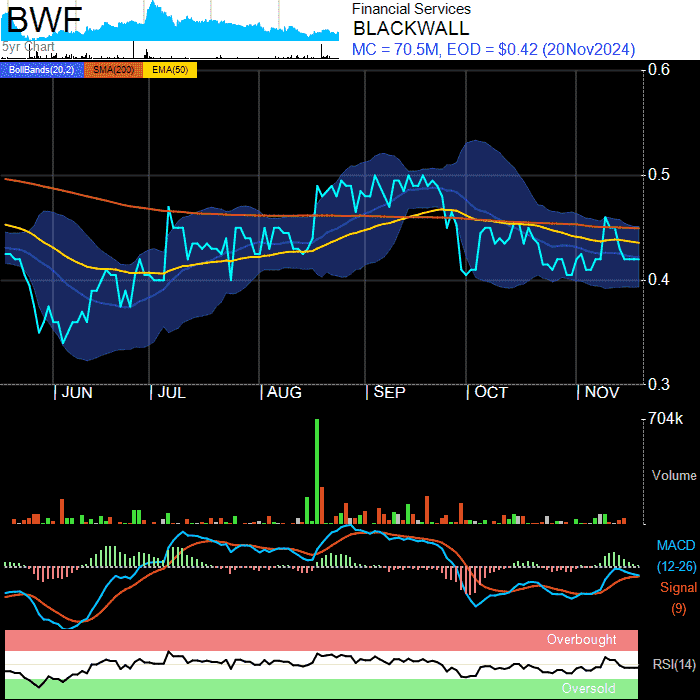 BWF
5yr Chart
Financial Services
BLACKWALL
MC = 70.5M, EOD = $0.42 (20Nov2024)
BollBands(20,2) SMA(200) EMA(50)
0.6
0.5
0.4
0.3
JUN JUL AUG SEP OCT NOV
704k
Volume
MACD
(12-26)
Signal
(9)
Overbought
RSI(14)
Oversold